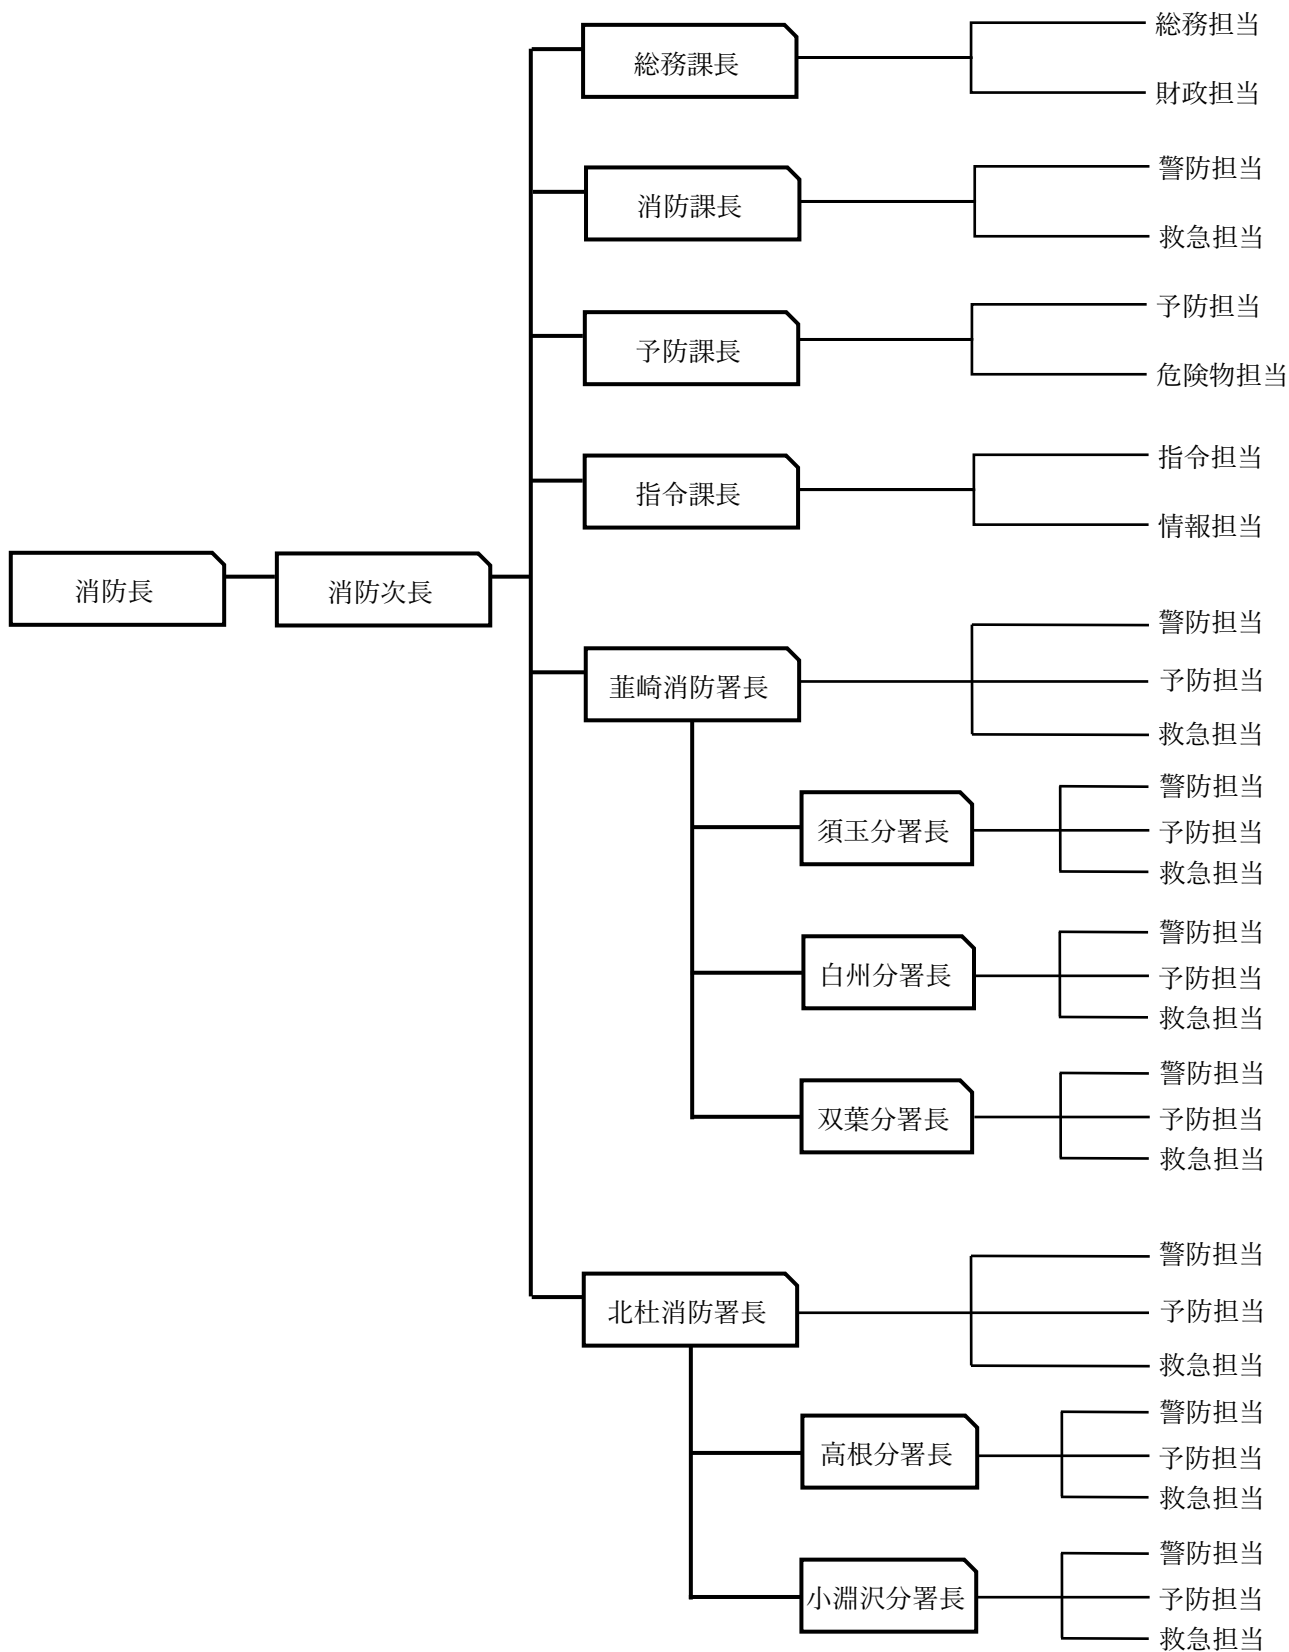 消防長
消防次長
総務課長
総務担当
財政担当
消防課長
警防担当
救急担当
予防課長
予防担当
危険物担当
指令課長
指令担当
情報担当
韮崎消防署長
警防担当
予防担当
救急担当
須玉分署長
警防担当
予防担当
救急担当
白州分署長
警防担当
予防担当
救急担当
双葉分署長
警防担当
予防担当
救急担当
北杜消防署長
警防担当
予防担当
救急担当
高根分署長
警防担当
予防担当
救急担当
小淵沢分署長
警防担当
予防担当
救急担当